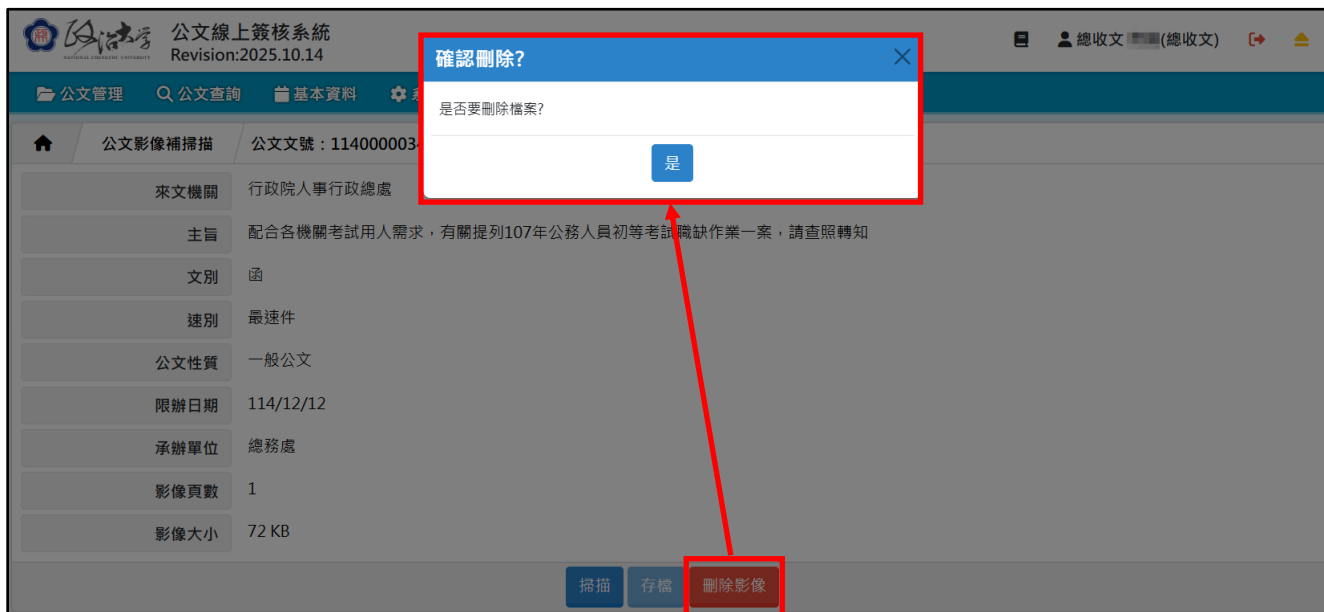 政治大學 公文線上簽核系統
NATIONAL CHENGCHI UNIVERSITY Revision:2025.10.14
總收文 (總收文)
確認刪除?
公文管理 公文查詢 基本資料
是否要刪除檔案?
公文影像補掃描 公文文號：1140000034
是
來文機關 行政院人事行政總處
主旨 配合各機關考試用人需求，有關提列107年公務人員初等考試職缺作業一案，請查照轉知
文別 函
速別 最速件
公文性質 一般公文
限辦日期 114/12/12
承辦單位 總務處
影像頁數 1
影像大小 72 KB
掃描 存檔 刪除影像